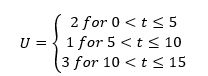 2 for 0 < t ≤ 5
U = { 1 for 5 < t ≤ 10
3 for 10 < t ≤ 15